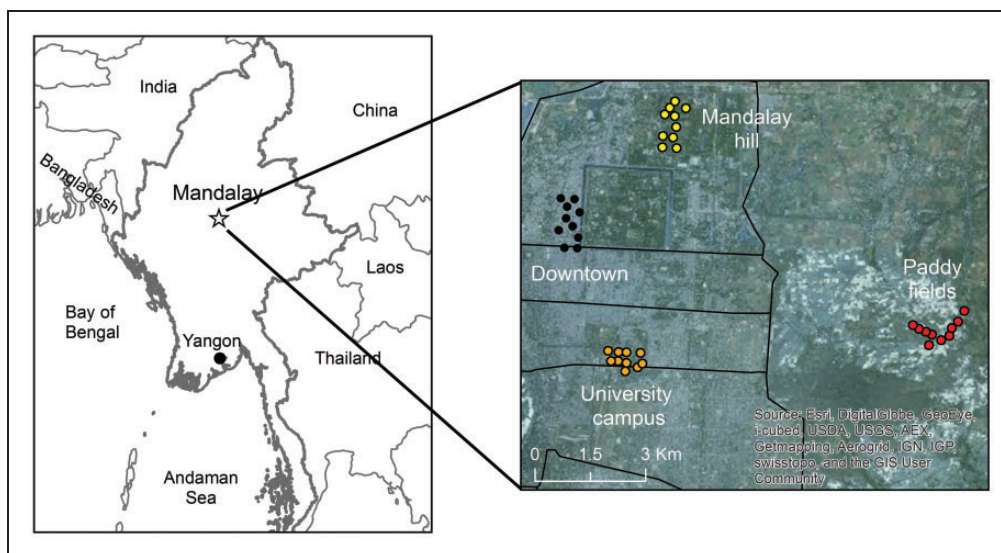 India
China
Bangladesh
Mandalay
Laos
Bay of
Bengal
Yangon
Thailand
Andaman
Sea
Mandalay
hill
Downtown
Paddy
fields
University
campus
0 1.5 3 Km
Source: Esri, DigitalGlobe, GeoEye,
i-cubed, USDA, USGS, AEX,
Getmapping, Aerogrid, IGN, IGP,
swisstopo, and the GIS User
Community